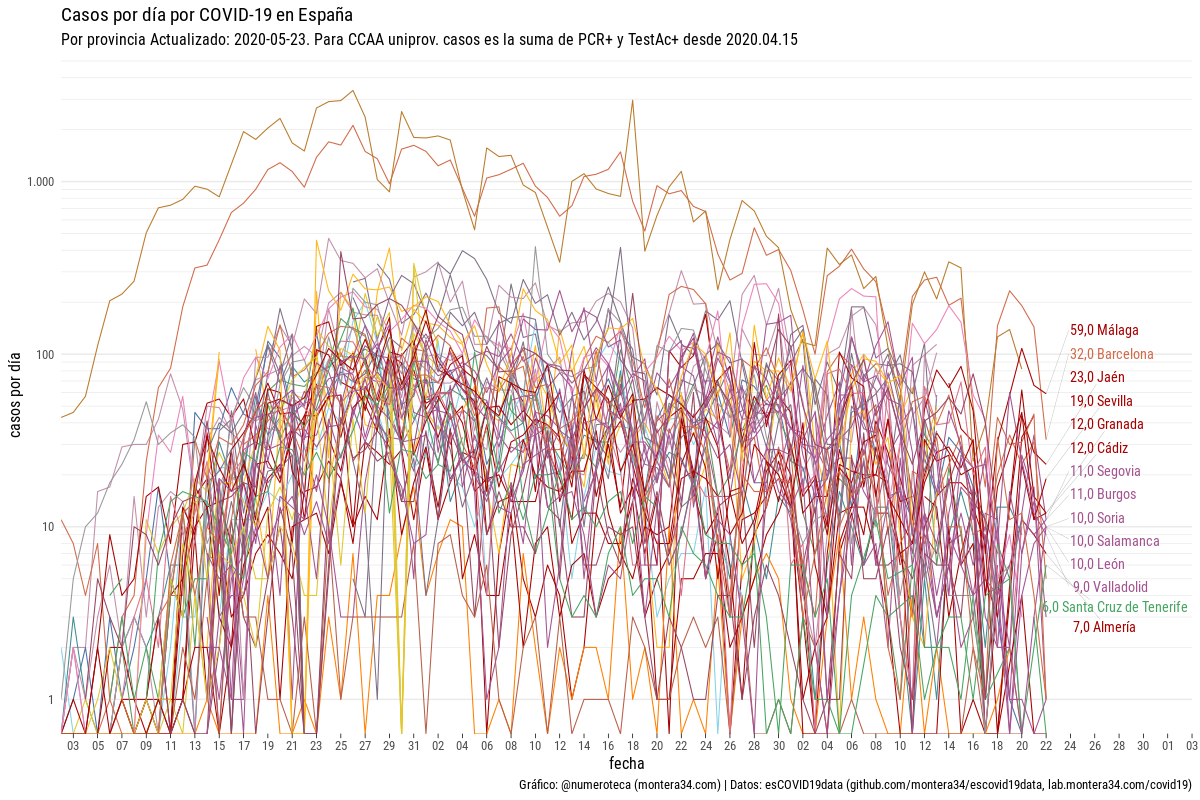 Casos por día por COVID-19 en España
Por provincia Actualizado: 2020-05-23. Para CCAA uniprov. casos es la suma de PCR+ y TestAc+ desde 2020.04.15
casos por día
1.000
100
10
1
59,0 Málaga
32,0 Barcelona
23,0 Jaén
19,0 Sevilla
12,0 Granada
12,0 Cádiz
11,0 Segovia
11,0 Burgos
10,0 Soria
10,0 Salamanca
10,0 León
9,0 Valladolid
6,0 Santa Cruz de Tenerife
7,0 Almería
03 05 07 09 11 13 15 17 19 21 23 25 27 29 31 02 04 06 08 10 12 14 16 18 20 22 24 26 28 30 02 04 06 08 10 12 14 16 18 20 22 24 26 28 30 01 03
fecha
Gráfico: @numeroteca (montera34.com) | Datos: esCOVID19data (github.com/montera34/escovid19data, lab.montera34.com/covid19)